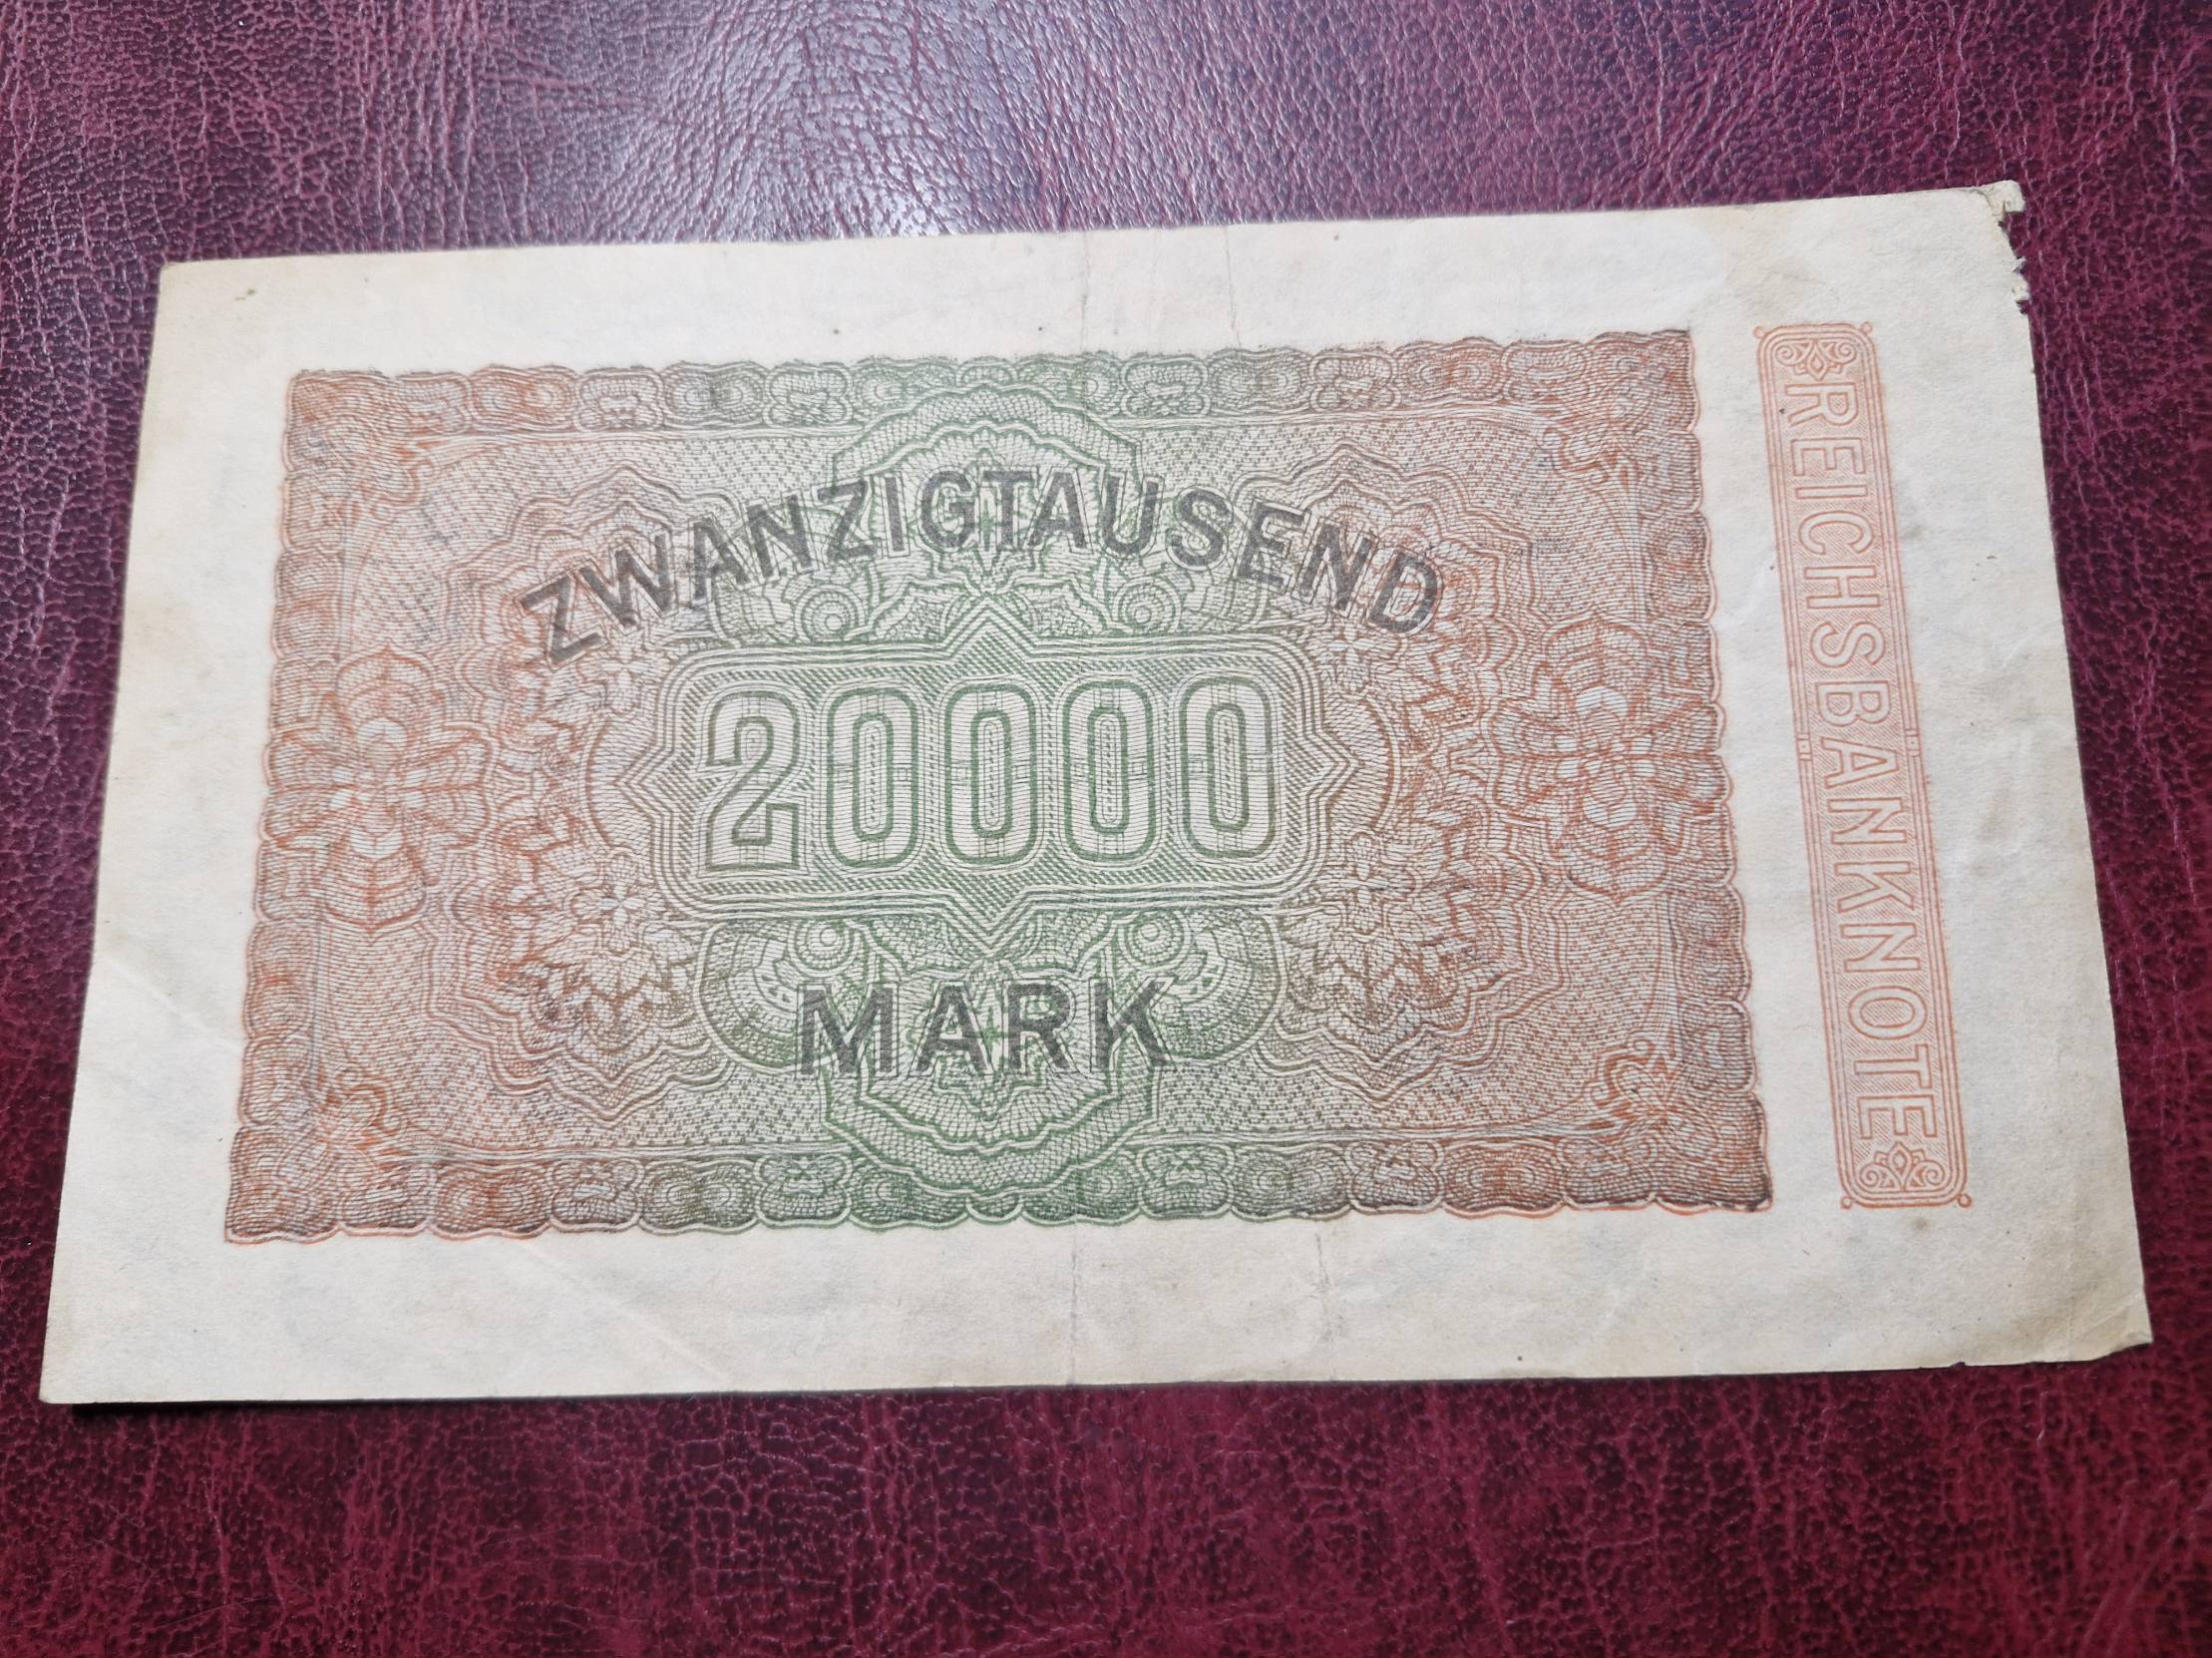 ZWANZIGTAUSEND
20000
MARK
REICHSBANKNOTE